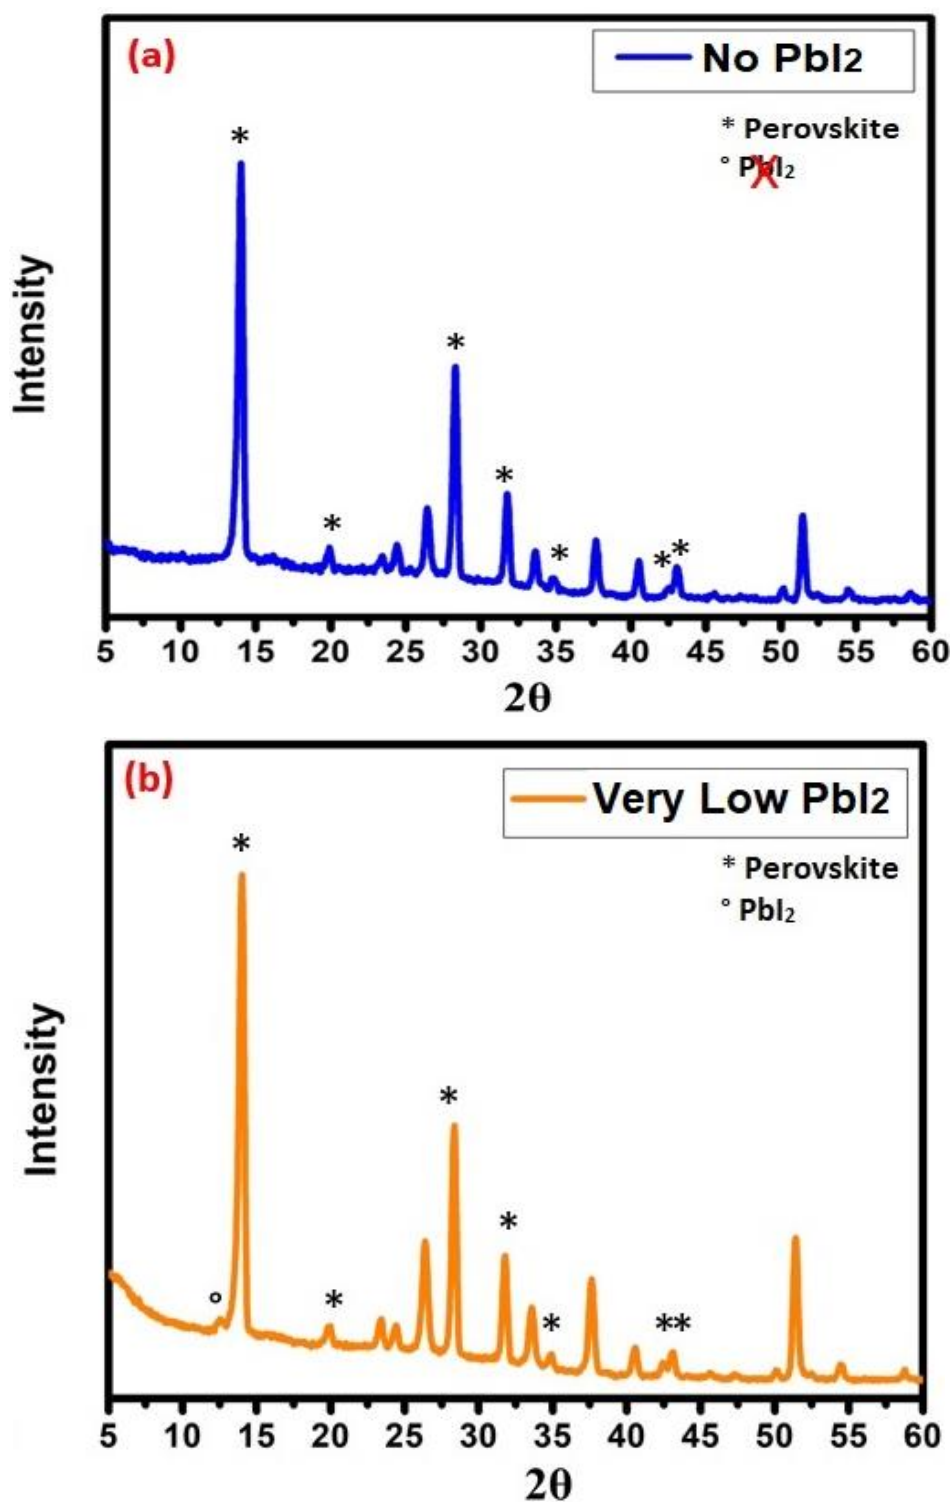 (a)
No PbI2
* Perovskite
° PbI₂
X
*
*
*
*
*
* *
Intensity
5 10 15 20 25 30 35 40 45 50 55 60
2θ
(b)
Very Low PbI2
* Perovskite
° PbI₂
*
*
*
° *
* **
Intensity
5 10 15 20 25 30 35 40 45 50 55 60
2θ